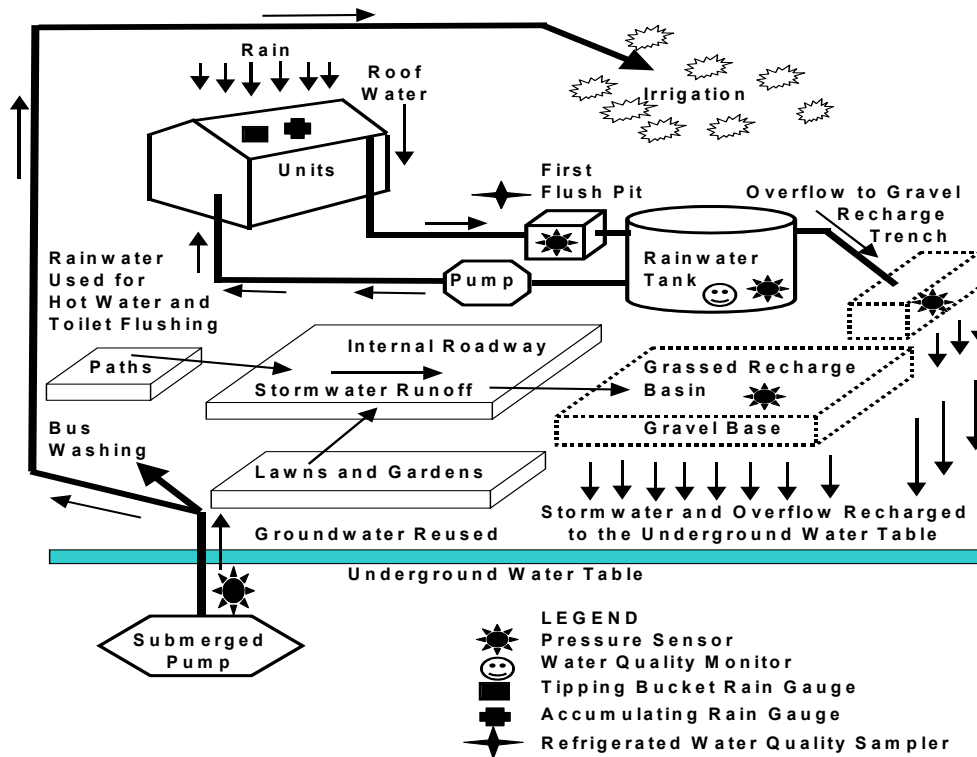 Rain
Roof
Water
Irrigation
Units
First
Flush Pit
Overflow to Gravel
Recharge
Trench
Rainwater
Used for
Hot Water and
Toilet Flushing
Pump
Rainwater
Tank
Paths
Internal Roadway
Stormwater Runoff
Grassed Recharge
Basin
Gravel Base
Bus
Washing
Lawns and Gardens
Stormwater and Overflow Recharged
to the Underground Water Table
Groundwater Reused
Underground Water Table
Submerged
Pump
LEGEND
Pressure Sensor
Water Quality Monitor
Tipping Bucket Rain Gauge
Accumulating Rain Gauge
Refrigerated Water Quality Sampler